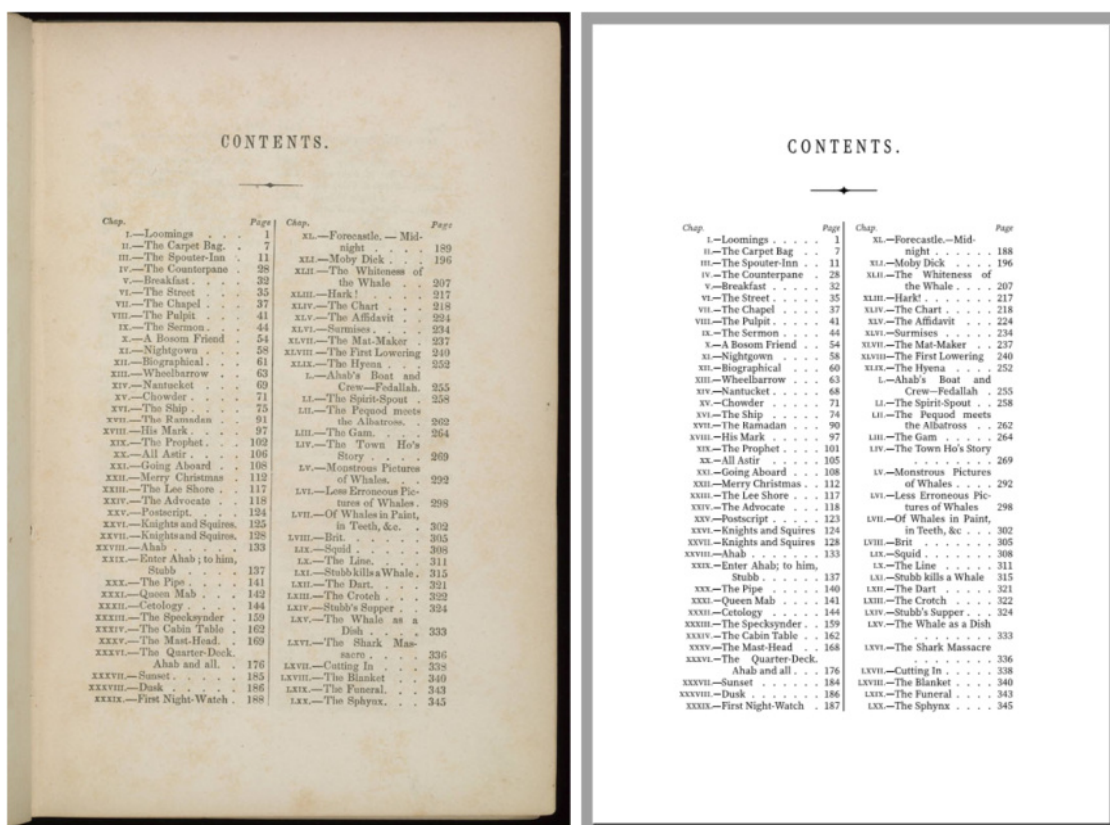 CONTENTS.
Chap. Page
I.—Loomings . . . 1
II.—The Carpet Bag. . . 7
III.—The Spouter-Inn . . 11
IV.—The Counterpane . 28
V.—Breakfast . . . . 32
VI.—The Street . . . 35
VII.—The Chapel . . . 37
VIII.—The Pulpit . . . 41
IX.—The Sermon . . . 44
X.—A Bosom Friend . 54
XI.—Nightgown . . . 58
XII.—Biographical . . . 61
XIII.—Wheelbarrow . . 63
XIV.—Nantucket . . . 69
XV.—Chowder . . . 71
XVI.—The Ship . . . 75
XVII.—The Ramadan . . 91
XVIII.—His Mark . . . 97
XIX.—The Prophet . . . 102
XX.—All Astir . . . 106
XXI.—Going Aboard . . 108
XXII.—Merry Christmas . 112
XXIII.—The Lee Shore . . 117
XXIV.—The Advocate . . 118
XXV.—Postscript. . . . 124
XXVI.—Knights and Squires. 125
XXVII.—Knights and Squires. 128
XXVIII.—Ahab . . . . . 133
XXIX.—Enter Ahab; to him,
Stubb . . . . . 137
XXX.—The Pipe . . . . 141
XXXI.—Queen Mab . . . 142
XXXII.—Cetology . . . . 144
XXXIII.—The Specksynder . 159
XXXIV.—The Cabin Table . 162
XXXV.—The Mast-Head. . 169
XXXVI.—The Quarter-Deck.
Ahab and all. . 176
XXXVII.—Sunset . . . . . 185
XXXVIII.—Dusk . . . . . 186
XXXIX.—First Night-Watch . 188
Chap. Page
XL.—Forecastle. — Mid-
night . . . . . 189
XLI.—Moby Dick . . . . 196
XLII—The Whiteness of
the Whale . . 207
XLIII.—Hark! . . . . 217
XLIV.—The Chart . . . . 218
XLV.—The Affidavit . . . 224
XLVI.—Surmises . . . . . 234
XLVII.—The Mat-Maker . . 237
XLVIII—The First Lowering 240
XLIX.—The Hyena . . . . 252
L.—Ahab's Boat and
Crew—Fedallah. 255
LI.—The Spirit-Spout . . 258
LII.—The Pequod meets
the Albatross. . 262
LIII.—The Gam. . . . 264
LIV.—The Town Ho's
Story . . . . 269
LV.—Monstrous Pictures
of Whales. . . . 292
LVI.—Less Erroneous Pic-
tures of Whales . 298
LVII.—Of Whales in Paint,
in Teeth, &c. . . 302
LVIII.—Brit. . . . . . 305
LIX.—Squid . . . . . 308
LX.—The Line. . . . . 311
LXI.—Stubb kills a Whale . 315
LXII.—The Dart. . . . . 321
LXIII.—The Crotch . . . 322
LXIV.—Stubb's Supper . . 324
LXV.—The Whale as a
Dish . . . . 333
LXVI.—The Shark Mas-
sacre . . . . 336
LXVII.—Cutting In . . . . 338
LXVIII.—The Blanket . . . 340
LXIX.—The Funeral. . . . 343
LXX.—The Sphynx. . . . 345
CONTENTS.
Chap. Page
I.—Loomings . . . . . 1
II.—The Carpet Bag . . 7
III.—The Spouter-Inn . . 11
IV.—The Counterpane . 28
V.—Breakfast . . . . . 32
VI.—The Street . . . . 35
VII.—The Chapel . . . . 37
VIII.—The Pulpit . . . . . 41
IX.—The Sermon . . . . 44
X.—A Bosom Friend . . 54
XI.—Nightgown . . . . 58
XII.—Biographical . . . . 60
XIII.—Wheelbarrow . . . 63
XIV.—Nantucket . . . . . 68
XV.—Chowder . . . . . 71
XVI.—The Ship . . . . . 74
XVII.—The Ramadan . . . 90
XVIII.—His Mark . . . . . 97
XIX.—The Prophet . . . . 101
XX.—All Astir . . . . . 105
XXI.—Going Aboard . . . 108
XXII.—Merry Christmas . . 112
XXIII.—The Lee Shore . . . 117
XXIV.—The Advocate . . . 118
XXV.—Postscript . . . . . 123
XXVI.—Knights and Squires 124
XXVII.—Knights and Squires 128
XXVIII.—Ahab . . . . . . . 133
XXIX.—Enter Ahab; to him,
Stubb . . . . . . 137
XXX.—The Pipe . . . . . 140
XXXI.—Queen Mab . . . . 141
XXXII.—Cetology . . . . . 144
XXXIII.—The Specksynder . 159
XXXIV.—The Cabin Table . . 162
XXXV.—The Mast-Head . . 168
XXXVI.—The Quarter-Deck.
Ahab and all . . . 176
XXXVII.—Sunset . . . . . . 184
XXXVIII.—Dusk . . . . . . . 186
XXXIX.—First Night-Watch . 187
Chap. Page
XL.—Forecastle.—Mid-
night . . . . . . 188
XLI.—Moby Dick . . . . . 196
XLII.—The Whiteness of
the Whale . . . . 207
XLIII.—Hark! . . . . . . . 217
XLIV.—The Chart . . . . . 218
XLV.—The Affidavit . . . 224
XLVI.—Surmises . . . . . 234
XLVII.—The Mat-Maker . . 237
XLVIII—The First Lowering 240
XLIX.—The Hyena . . . . 252
L.—Ahab's Boat and
Crew—Fedallah . 255
LI.—The Spirit-Spout . . 258
LII.—The Pequod meets
the Albatross . . 262
LIII.—The Gam . . . . . 264
LIV.—The Town Ho's Story
. . . . . . . . 269
LV.—Monstrous Pictures
of Whales . . . . 292
LVI.—Less Erroneous Pic-
tures of Whales 298
LVII.—Of Whales in Paint,
in Teeth, &c . . . 302
LVIII.—Brit . . . . . . . 305
LIX.—Squid . . . . . . . 308
LX.—The Line . . . . . 311
LXI.—Stubb kills a Whale 315
LXII.—The Dart . . . . . 321
LXIII.—The Crotch . . . . 322
LXIV.—Stubb's Supper . . . 324
LXV.—The Whale as a Dish
. . . . . . . . 333
LXVI.—The Shark Massacre
. . . . . . . . 336
LXVII.—Cutting In . . . . . 338
LXVIII.—The Blanket . . . . 340
LXIX.—The Funeral . . . . 343
LXX.—The Sphynx . . . . 345